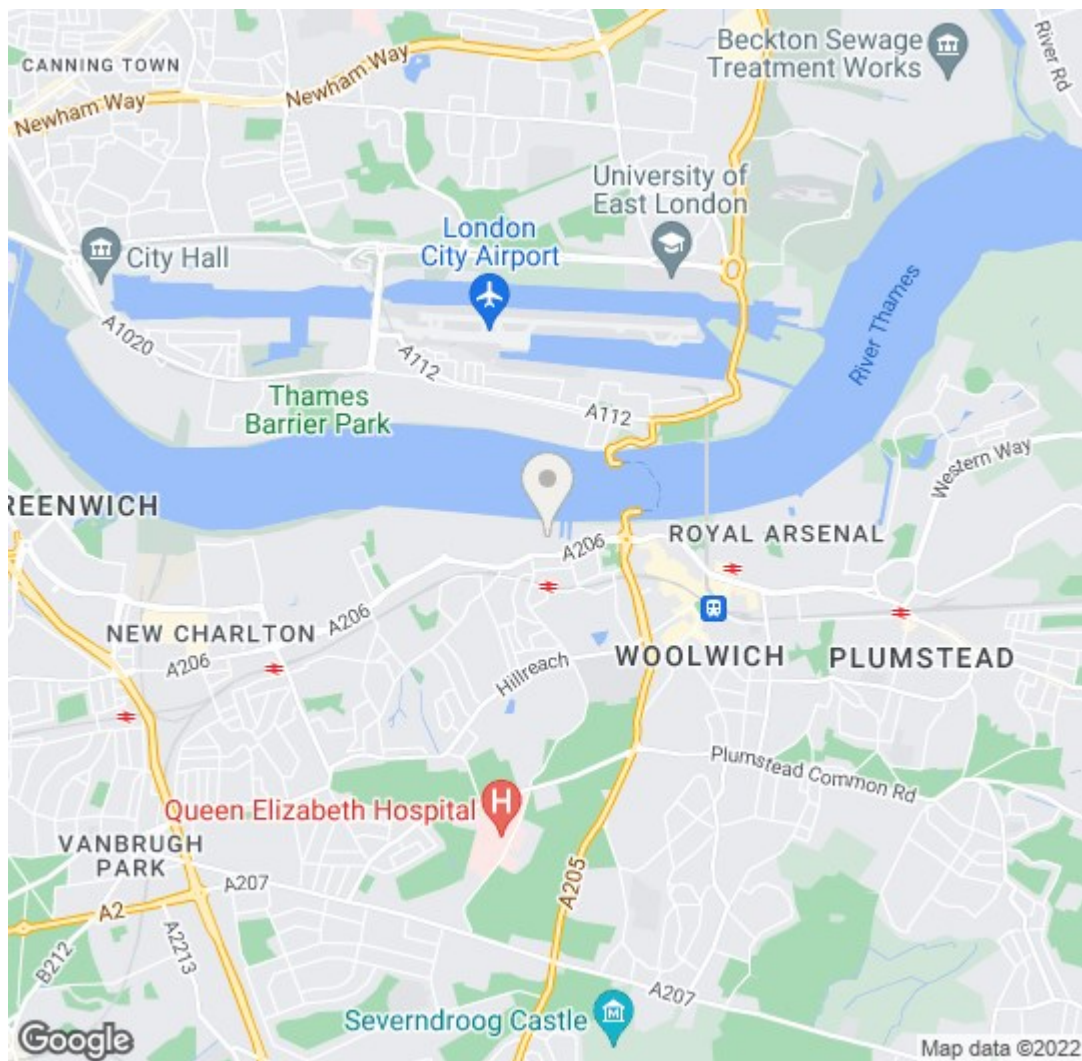 Beckton Sewage
Treatment Works
River Rd
CANNING TOWN
Newham Way
Newham Way
University of
East London
London
City Airport
City Hall
River Thames
A1020
A112
Thames
Barrier Park
A112
Western Way
REENWICH
ROYAL ARSENAL
A206
NEW CHARLTON
A206
A206
Hillreach
WOOLWICH
PLUMSTEAD
Plumstead Common Rd
Queen Elizabeth Hospital
H
VANBRUGH
PARK
A205
A207
A2
A2213
B212
A207
Severndroog Castle
M
Google
Map data ©2022